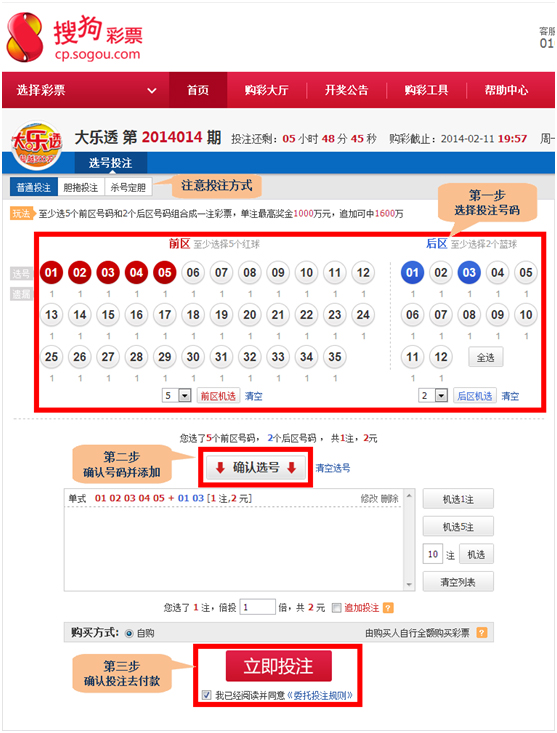 搜狗彩票
cp.sogou.com
客服
01
选择彩票 首页 购彩大厅 开奖公告 购彩工具 帮助中心
大乐透
大乐透 第 2014014 期 投注还剩：05 小时 48 分 45 秒 购彩截止：2014-02-11 19:57 周一
选号投注
普通投注 胆拖投注 杀号定胆 注意投注方式
第一步
选择投注号码
玩法 至少选5个前区号码和2个后区号码组合成一注彩票，单注最高奖金1000万元，追加可中1600万
前区 至少选择5个红球 后区 至少选择2个蓝球
选号 01 02 03 04 05 06 07 08 09 10 11 12 01 02 03 04 05
遗漏 1 1 1 1 1 1 1 1 1 1 1 1 1 1 1 1 1
13 14 15 16 17 18 19 20 21 22 23 24 06 07 08 09 10
1 1 1 1 1 1 1 1 1 1 1 1 1 1 1 1 1
25 26 27 28 29 30 31 32 33 34 35 11 12 全选
1 1 1 1 1 1 1 1 1 1 1 1 1
5 前区机选 清空 2 后区机选 清空
您选了5个前区号码， 2个后区号码 ，共1注，2元
第二步
确认号码并添加
确认选号 清空选号
单式 01 02 03 04 05 + 01 03 [1 注,2 元] 修改 删除
机选1注
机选5注
10 注 机选
清空列表
您选了 1 注，倍投 1 倍，共 2 元 追加投注 ?
购买方式： 自购 由购买人自行全额购买彩票 ?
第三步
确认投注去付款
立即投注
我已经阅读并同意《委托投注规则》